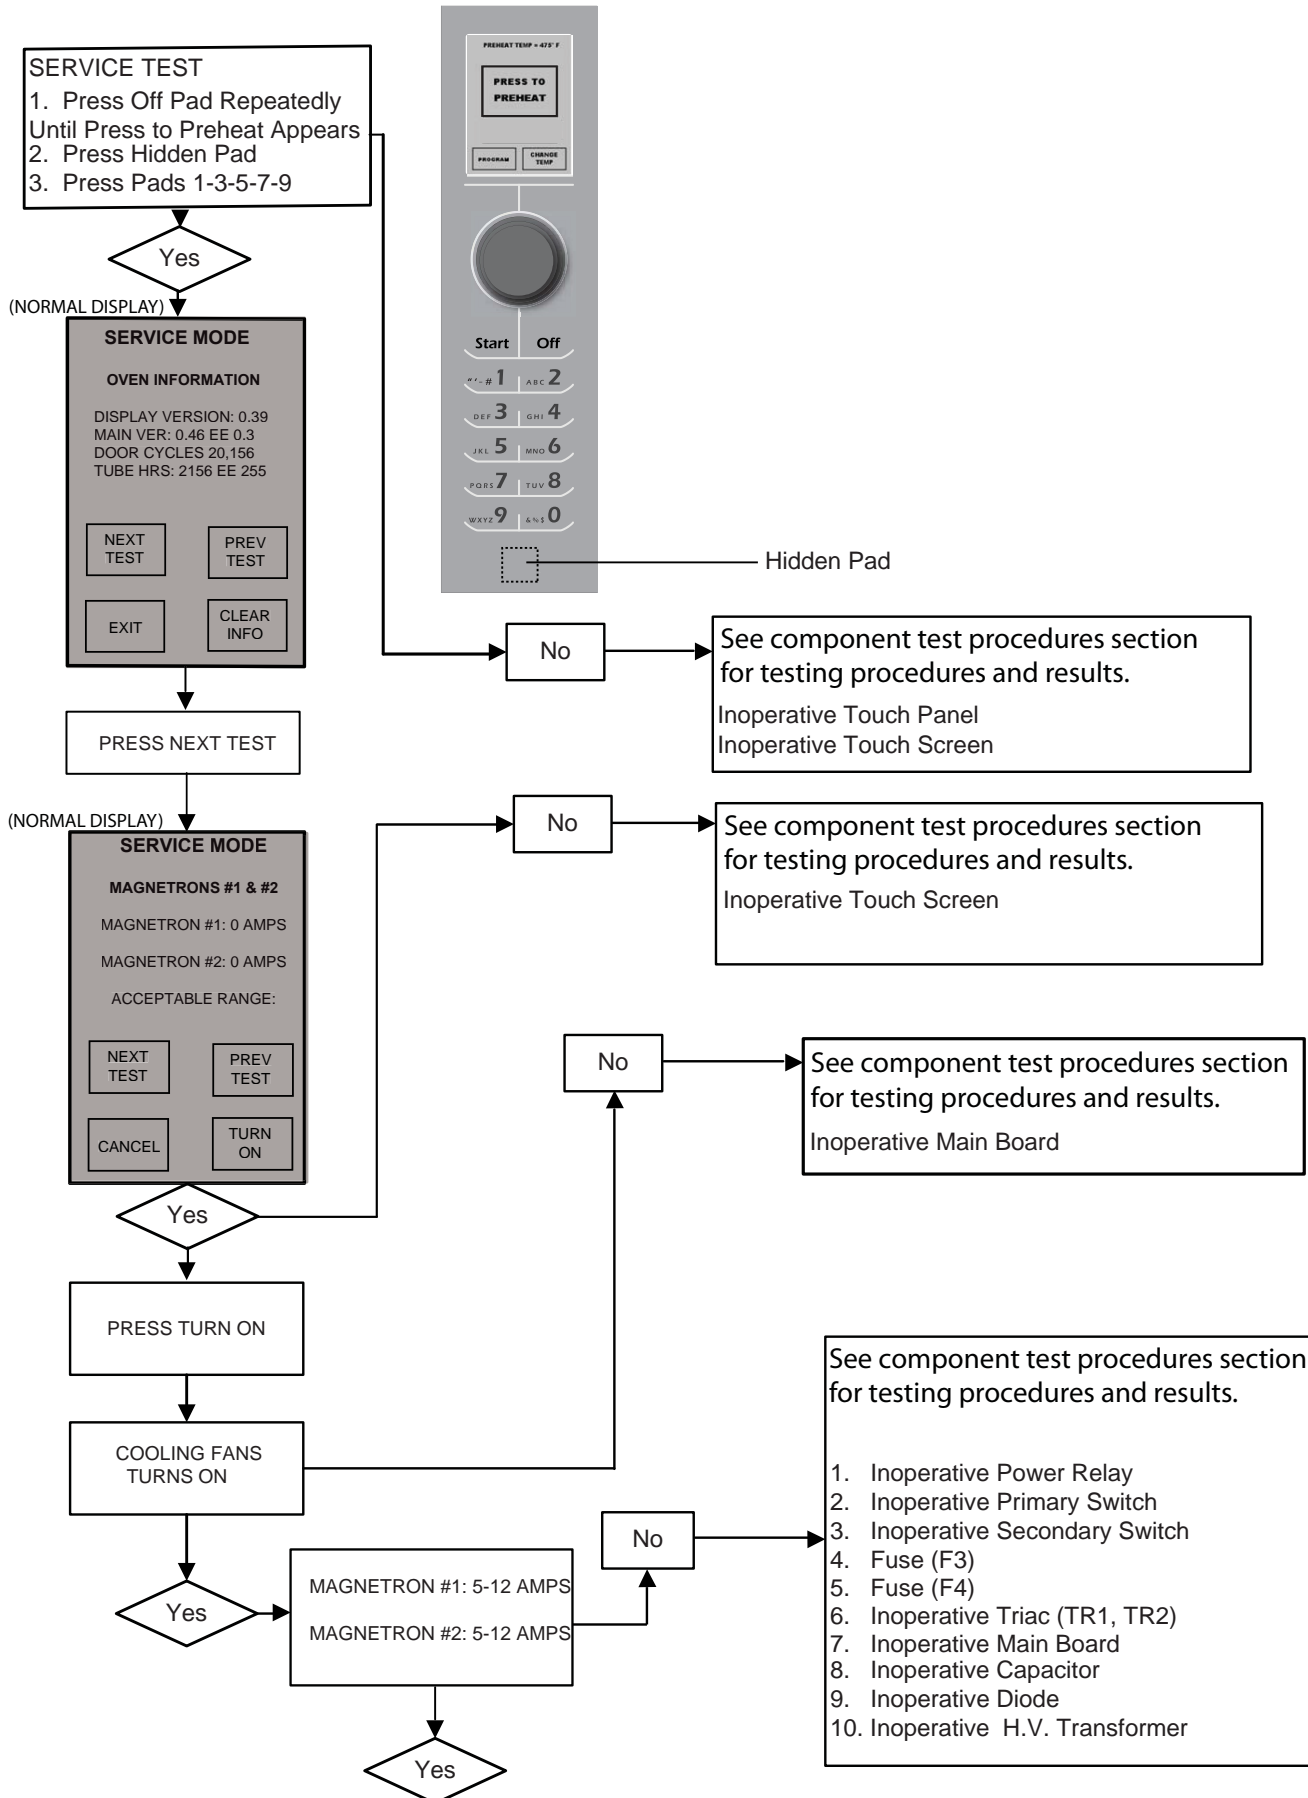 SERVICE TEST
1. Press Off Pad Repeatedly
Until Press to Preheat Appears
2. Press Hidden Pad
3. Press Pads 1-3-5-7-9
Yes
PREHEAT TEMP = 475° F
PRESS TO
PREHEAT
PROGRAM
CHANGE
TEMP
Start Off
"'-# 1 ABC 2
DEF 3 GHI 4
JKL 5 MNO 6
PQRS 7 TUV 8
WXYZ 9 &%$ 0
Hidden Pad
(NORMAL DISPLAY)
SERVICE MODE
OVEN INFORMATION
DISPLAY VERSION: 0.39
MAIN VER: 0.46 EE 0.3
DOOR CYCLES 20,156
TUBE HRS: 2156 EE 255
NEXT
TEST
PREV
TEST
EXIT
CLEAR
INFO
No
See component test procedures section
for testing procedures and results.
Inoperative Touch Panel
Inoperative Touch Screen
PRESS NEXT TEST
(NORMAL DISPLAY)
SERVICE MODE
MAGNETRONS #1 & #2
MAGNETRON #1: 0 AMPS
MAGNETRON #2: 0 AMPS
ACCEPTABLE RANGE:
NEXT
TEST
PREV
TEST
CANCEL
TURN
ON
No
See component test procedures section
for testing procedures and results.
Inoperative Touch Screen
Yes
No
See component test procedures section
for testing procedures and results.
Inoperative Main Board
PRESS TURN ON
COOLING FANS
TURNS ON
Yes
MAGNETRON #1: 5-12 AMPS
MAGNETRON #2: 5-12 AMPS
No
See component test procedures section
for testing procedures and results.
1. Inoperative Power Relay
2. Inoperative Primary Switch
3. Inoperative Secondary Switch
4. Fuse (F3)
5. Fuse (F4)
6. Inoperative Triac (TR1, TR2)
7. Inoperative Main Board
8. Inoperative Capacitor
9. Inoperative Diode
10. Inoperative H.V. Transformer
Yes